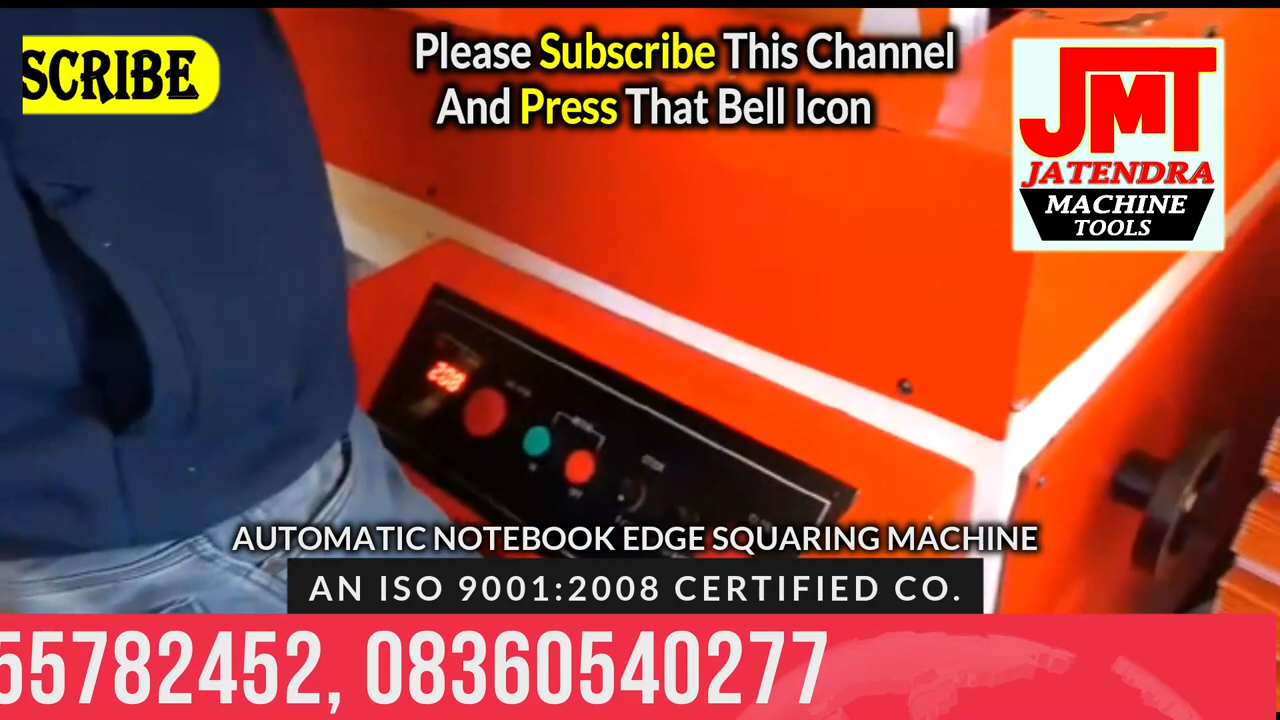 SCRIBE
Please Subscribe This Channel
And Press That Bell Icon
JMT
JATENDRA
MACHINE
TOOLS
208
AUTOMATIC NOTEBOOK EDGE SQUARING MACHINE
AN ISO 9001:2008 CERTIFIED CO.
55782452, 08360540277